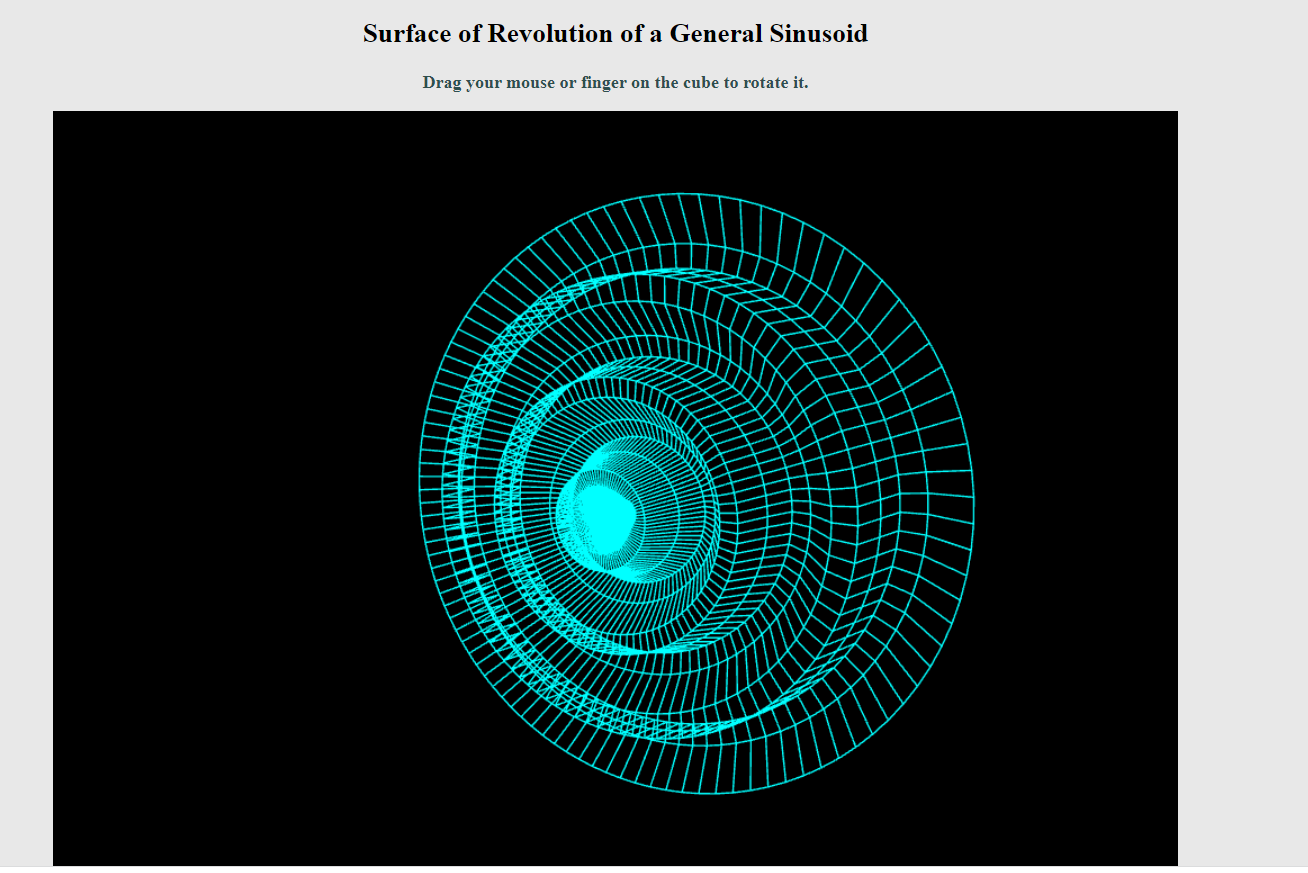 Surface of Revolution of a General Sinusoid
Drag your mouse or finger on the cube to rotate it.